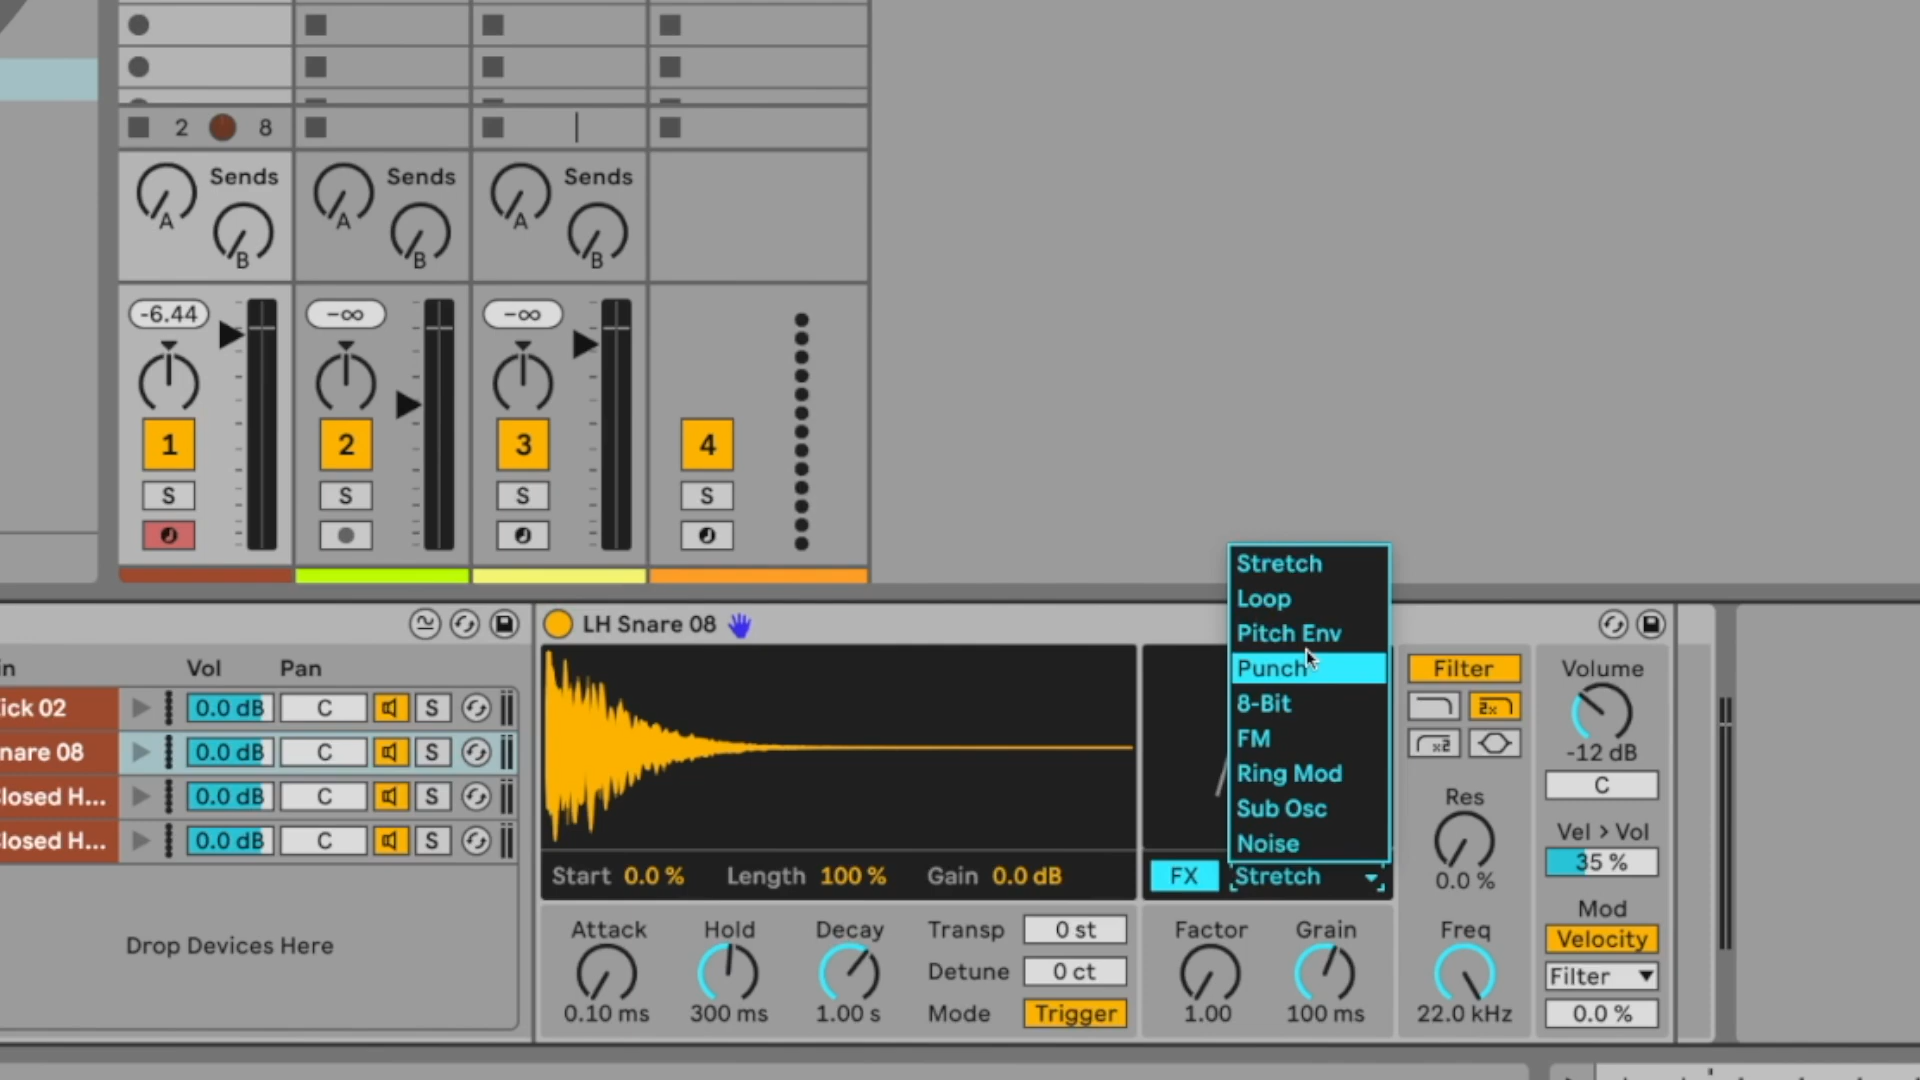 2 8
Sends Sends Sends
A A A
B B B
-6.44 -∞ -∞
1 2 3 4
S S S S
Stretch
Loop
Pitch Env
Punch
8-Bit
FM
Ring Mod
Sub Osc
Noise
Vol Pan
ick 02 0.0 dB C S
nare 08 0.0 dB C S
losed H... 0.0 dB C S
losed H... 0.0 dB C S
Drop Devices Here
LH Snare 08
Start 0.0 % Length 100 % Gain 0.0 dB
FX Stretch
Attack Hold Decay
0.10 ms 300 ms 1.00 s
Transp 0 st
Detune 0 ct
Mode Trigger
Factor Grain
1.00 100 ms
Filter
2x
x2
Res
0.0 %
Freq
22.0 kHz
Volume
-12 dB
C
Vel > Vol
35 %
Mod
Velocity
Filter
0.0 %